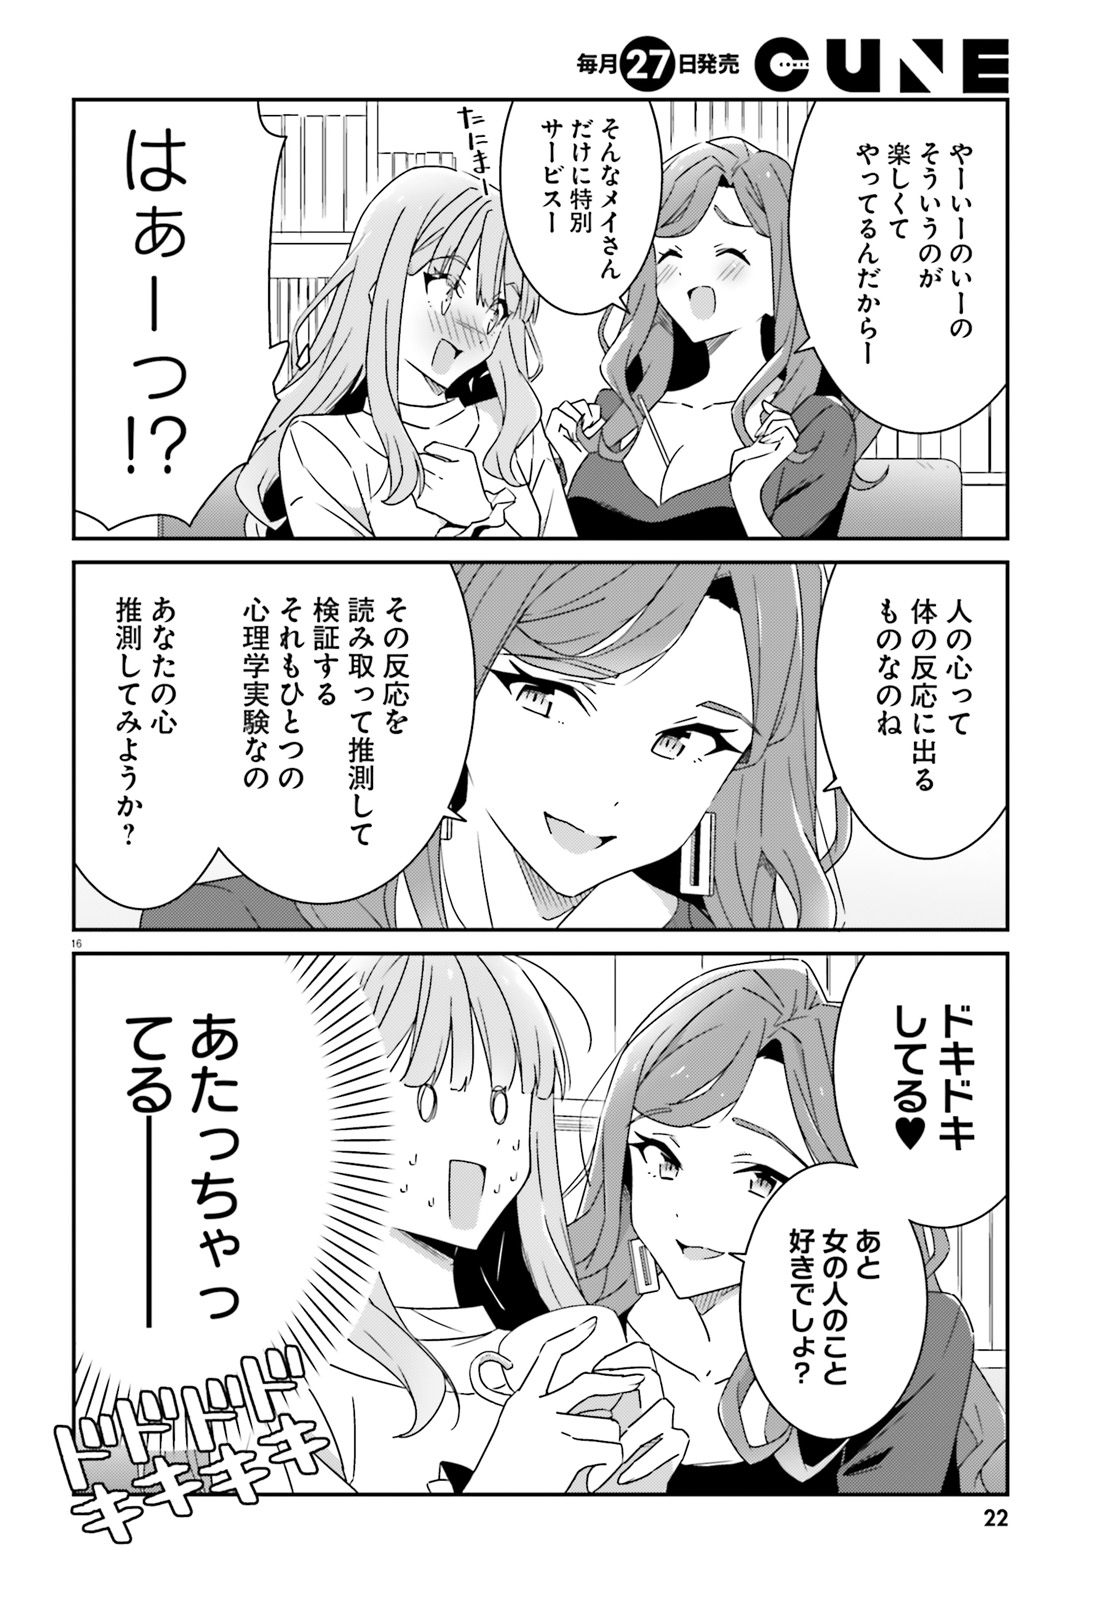 毎月27日発売 COMIC CUNE
やーいーのいーの
そういうのが
楽しくて
やってるんだからー
そんなメイさん
だけに特別
サービスー
たにまー
はぁーっ!?
人の心って
体の反応に出る
ものなのね
その反応を
読み取って推測して
検証する
それもひとつの
心理学実験なの
あなたの心
推測してみようか?
16
ドキドキ
してる♥
あと
女の人のこと
好きでしょ?
あたっちゃっ
てる――
ドキ
ドキ
ドキ
ドキ
22